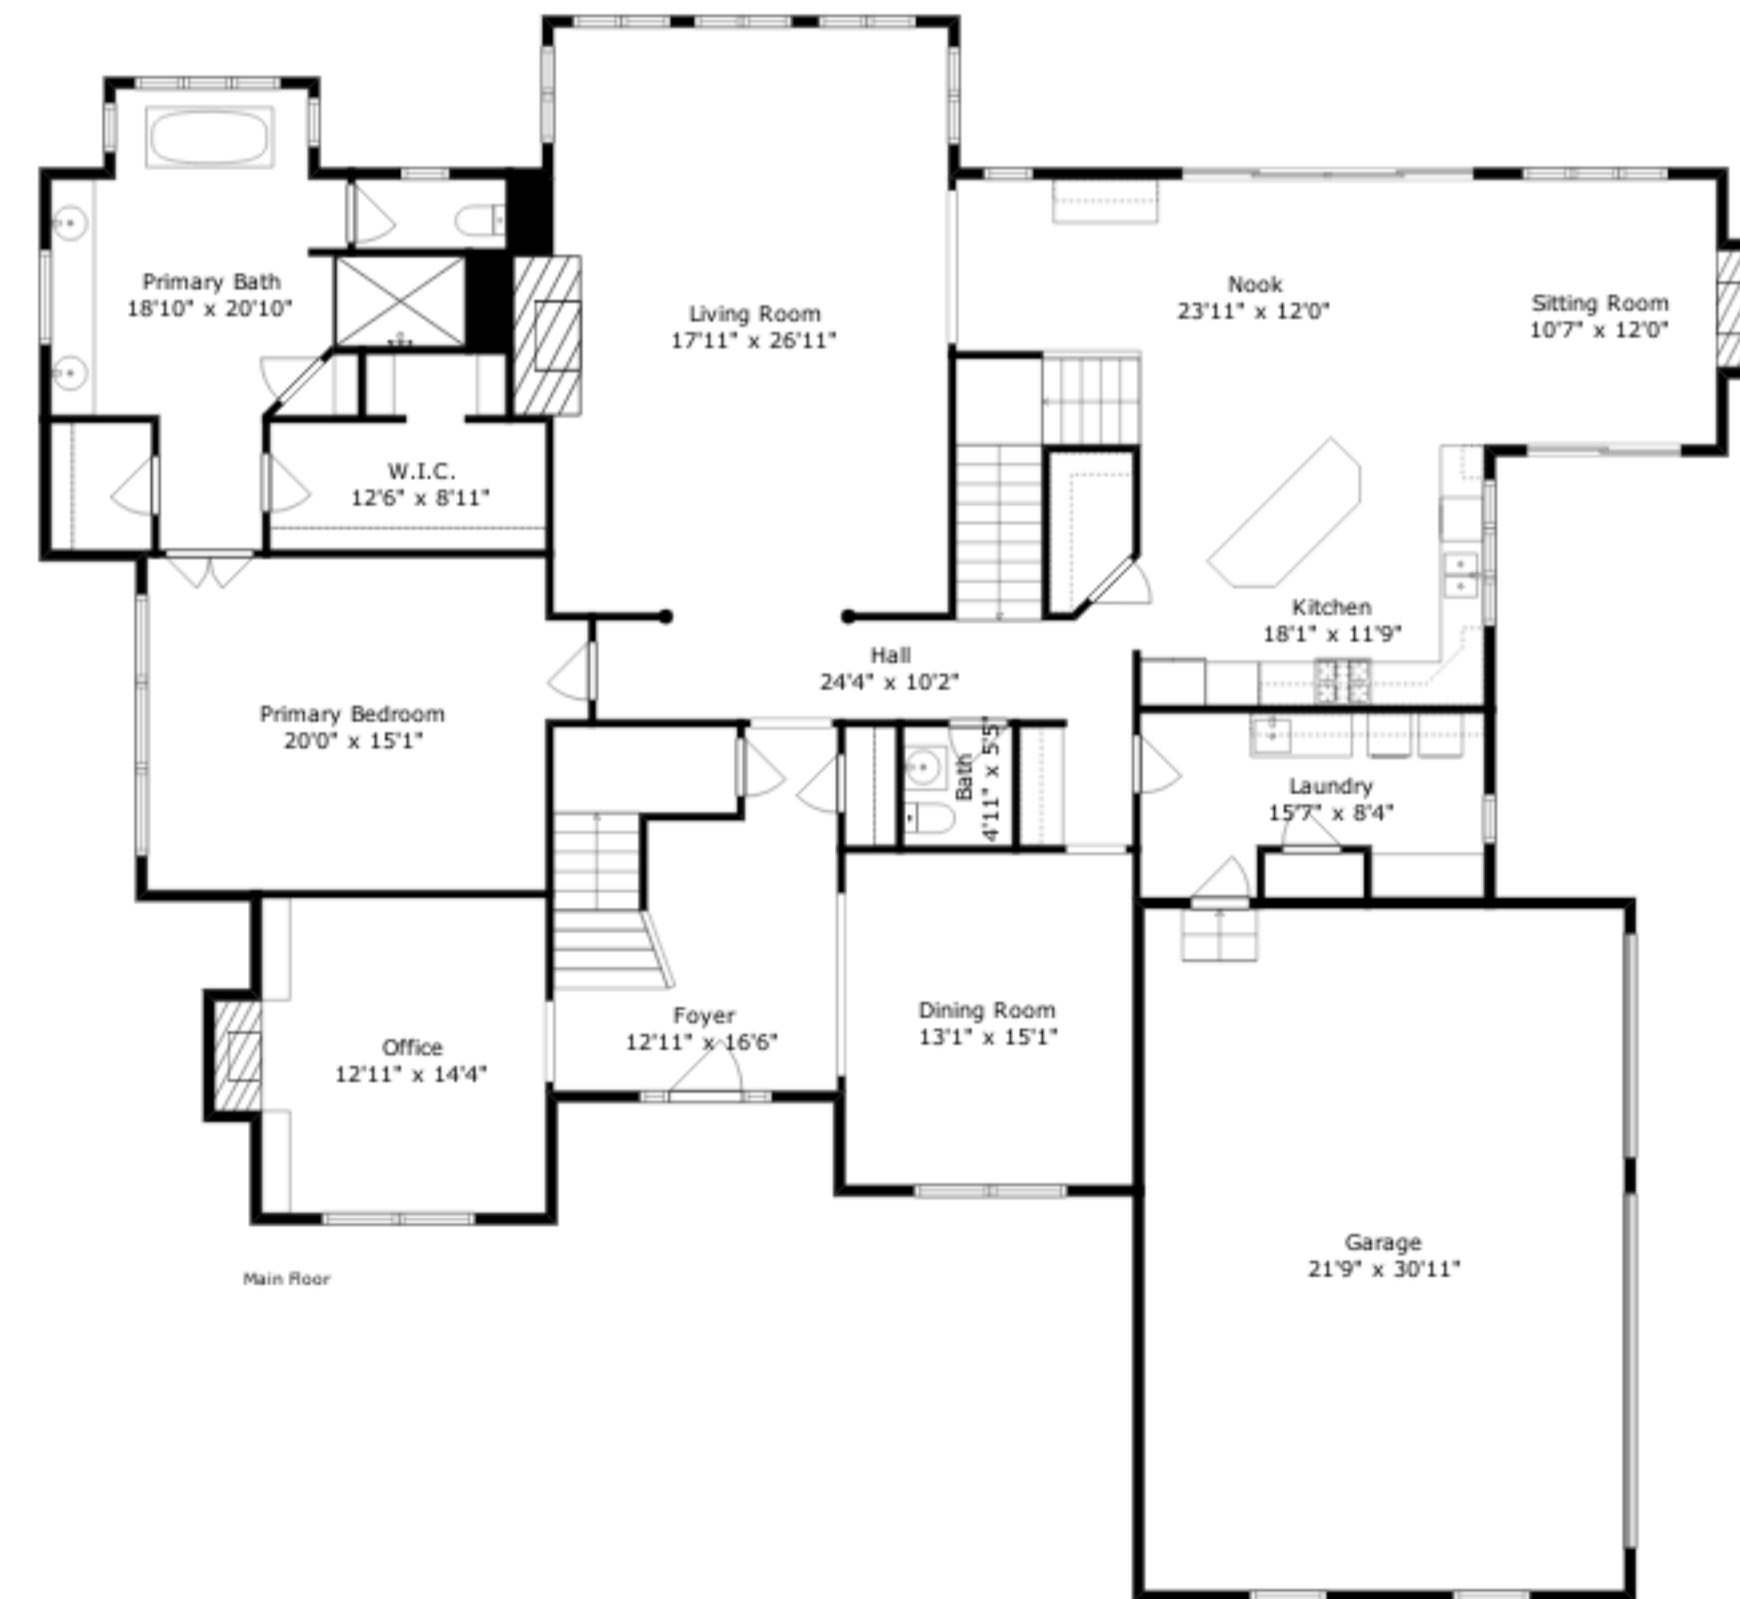 Primary Bath
18'10" x 20'10"
Living Room
17'11" x 26'11"
Nook
23'11" x 12'0"
Sitting Room
10'7" x 12'0"
W.I.C.
12'6" x 8'11"
Kitchen
18'1" x 11'9"
Hall
24'4" x 10'2"
Primary Bedroom
20'0" x 15'1"
Bath
4'11" x 5'5"
Laundry
15'7" x 8'4"
Foyer
12'11" x 16'6"
Dining Room
13'1" x 15'1"
Office
12'11" x 14'4"
Garage
21'9" x 30'11"
Main Floor